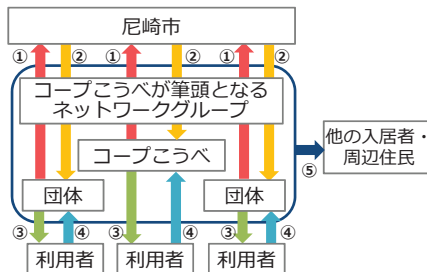 尼崎市
① ② ① ② ① ②
コープこうべが筆頭となる
ネットワークグループ
コープこうべ
他の入居者・
周辺住民
⑤
団体 団体
③ ④ ③ ④ ③ ④
利用者 利用者 利用者